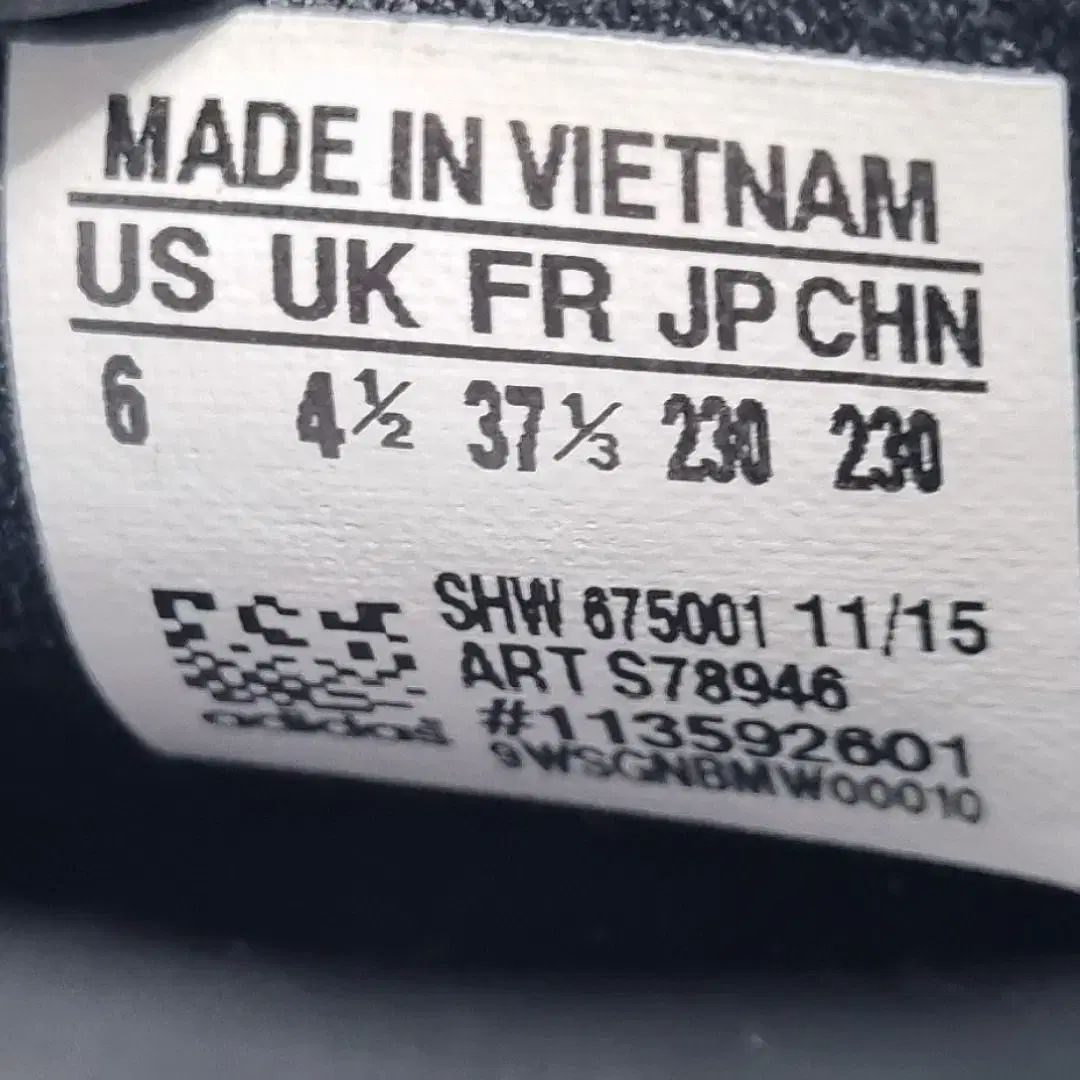 MADE IN VIETNAM
US UK FR JP CHN
6 4½ 37⅓ 230 230
SHW 675001 11/15
ART S78946
#113592601
9WSGNBMW00010
adidas